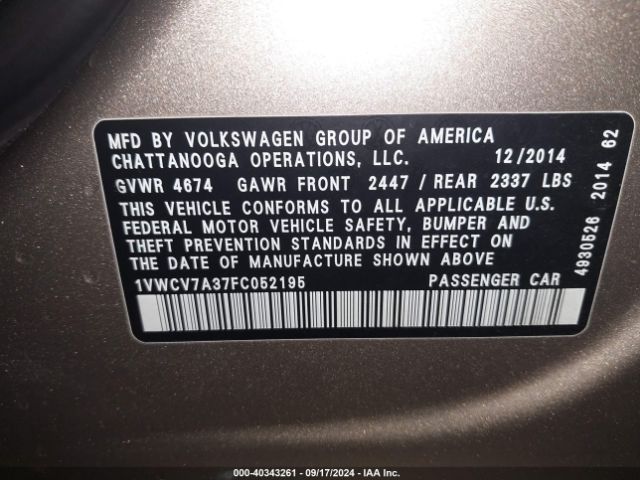 MFD BY VOLKSWAGEN GROUP OF AMERICA
CHATTANOOGA OPERATIONS, LLC. 12/2014
GVWR 4674 GAWR FRONT 2447 / REAR 2337 LBS
THIS VEHICLE CONFORMS TO ALL APPLICABLE U.S.
FEDERAL MOTOR VEHICLE SAFETY, BUMPER AND
THEFT PREVENTION STANDARDS IN EFFECT ON
THE DATE OF MANUFACTURE SHOWN ABOVE
1VWCV7A37FC052195 PASSENGER CAR
4930526 2014 62
000-40343261 - 09/17/2024 - IAAI.COM